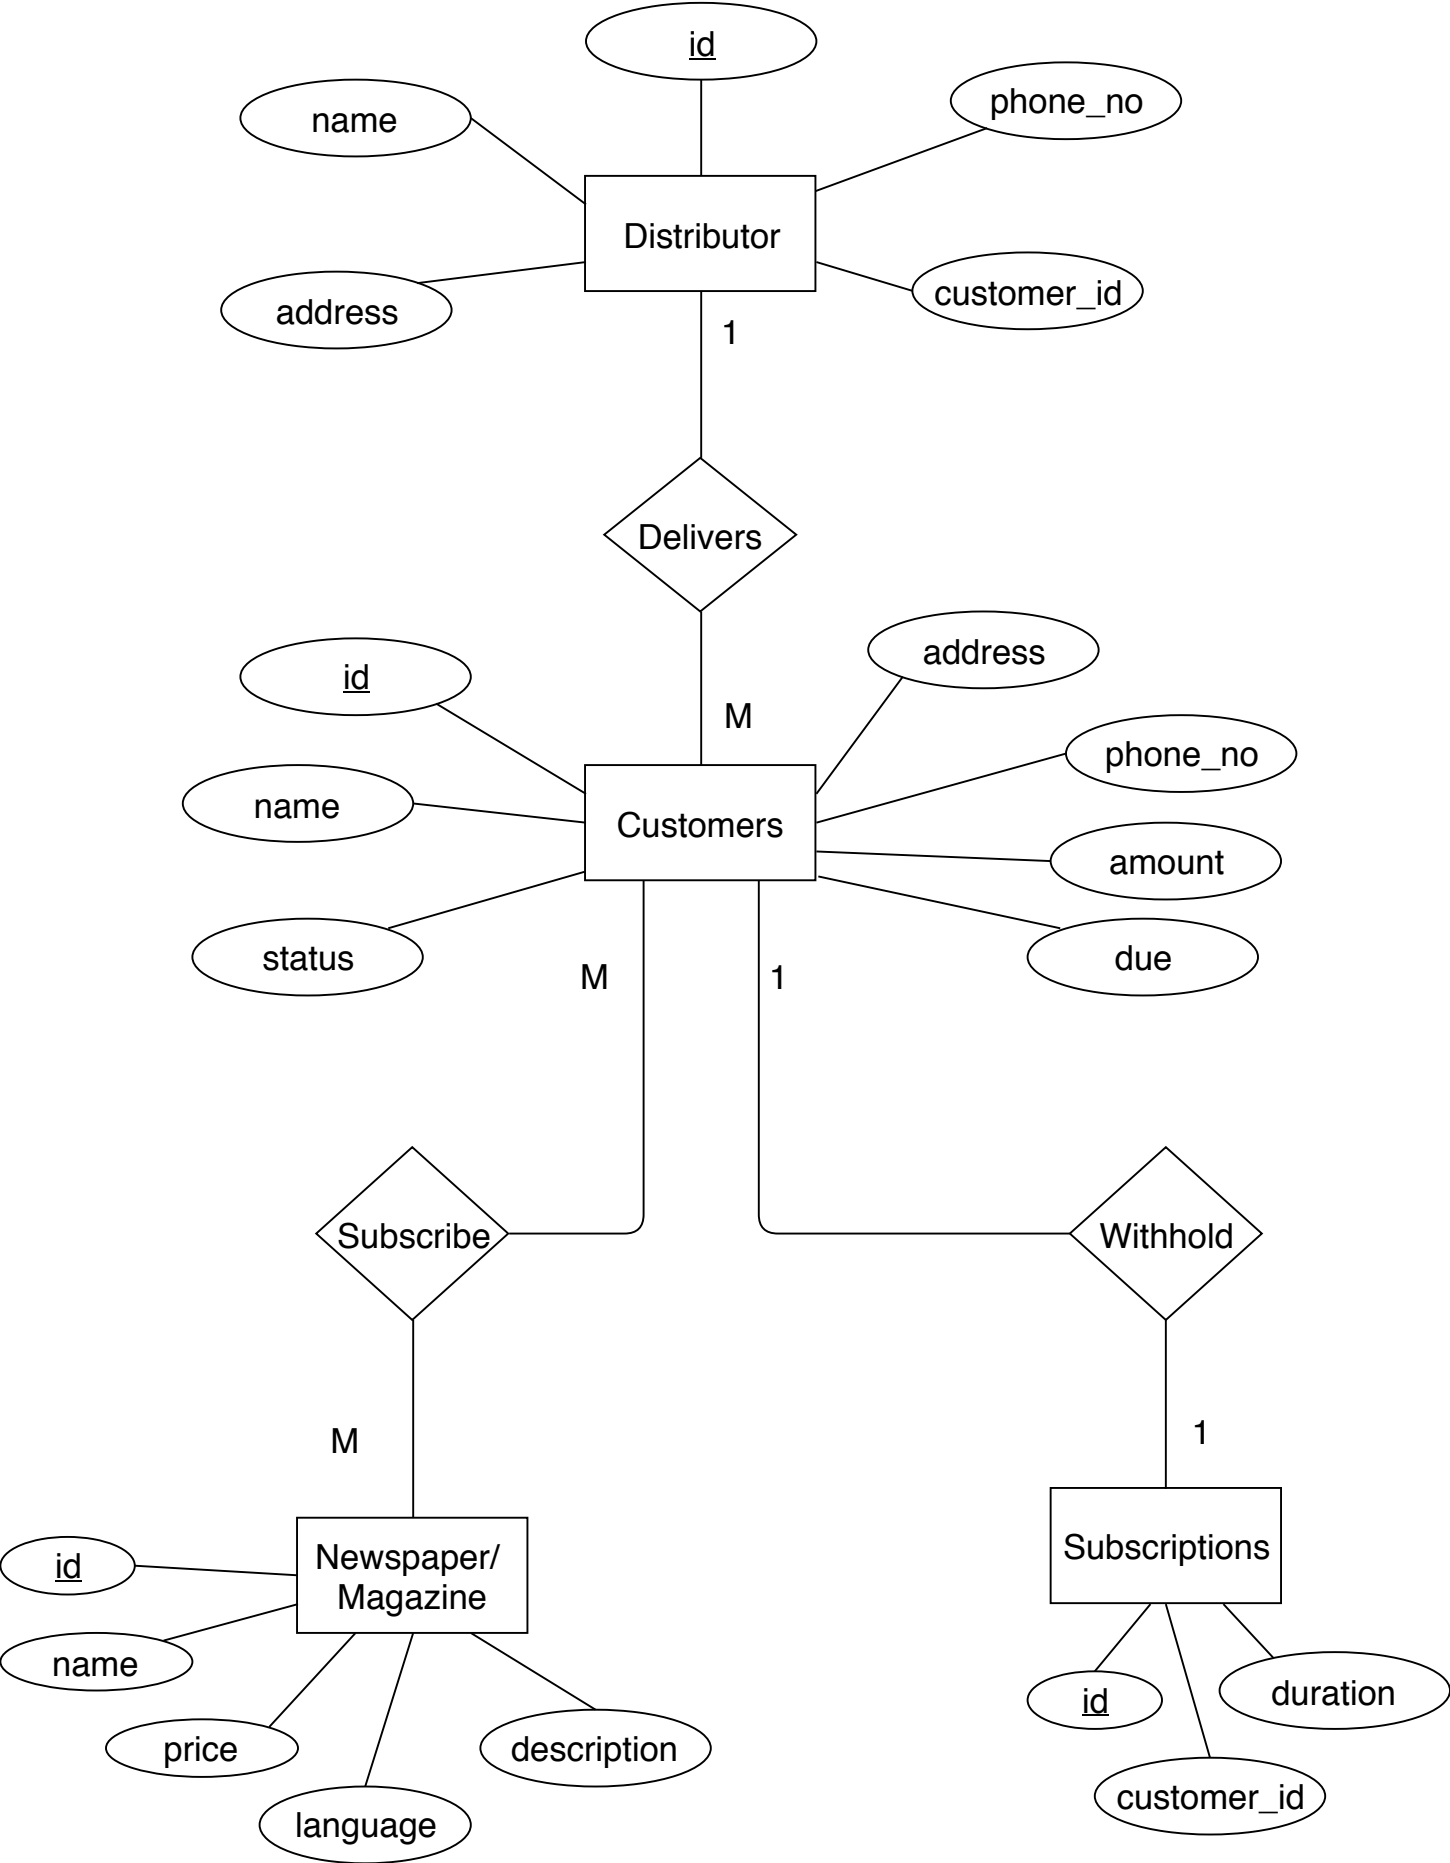 id
phone_no
name
Distributor
customer_id
address
1
Delivers
address
id
M
phone_no
name
Customers
amount
status
due
M
1
Subscribe
Withhold
M
1
Newspaper/
Magazine
Subscriptions
id
name
price
description
language
id
duration
customer_id